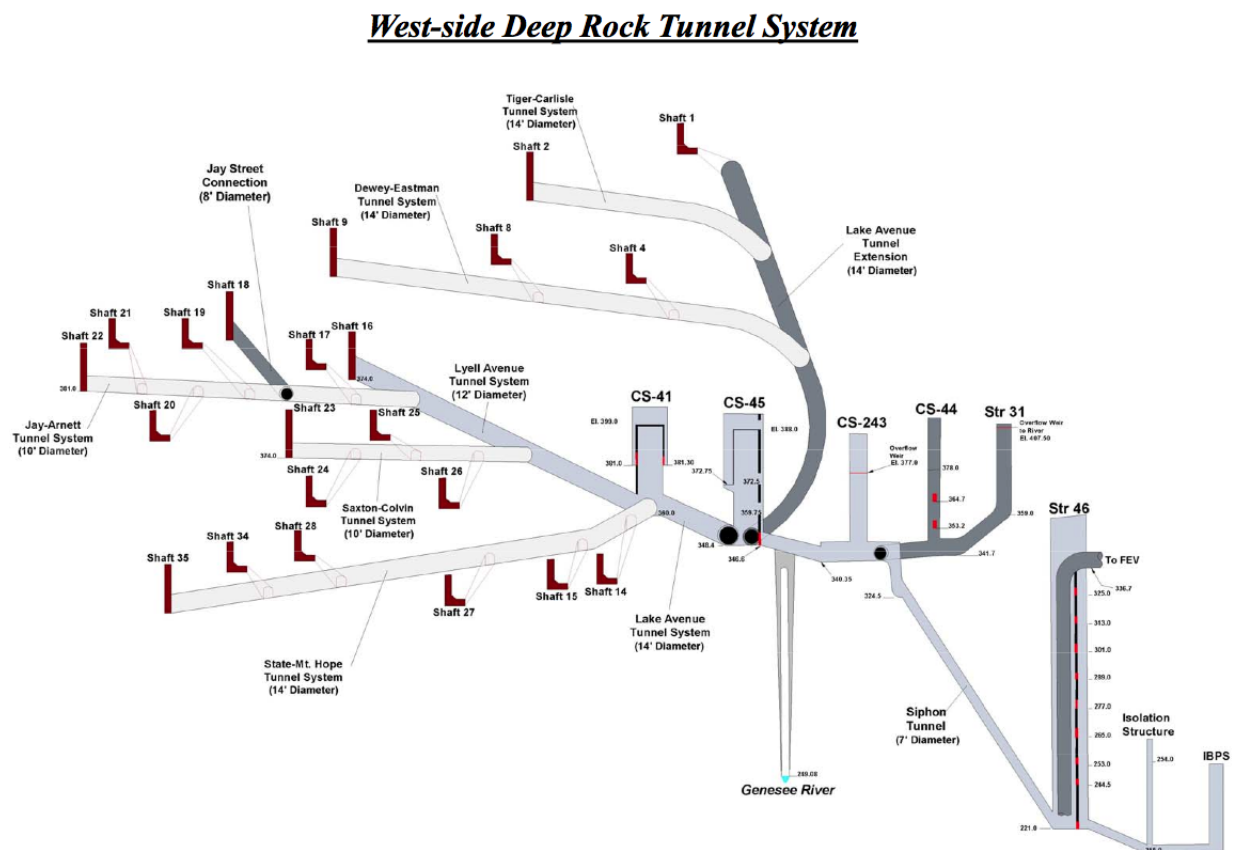 West-side Deep Rock Tunnel System
Tiger-Carlisle
Tunnel System
(14' Diameter)
Shaft 1
Shaft 2
Jay Street
Connection
(8' Diameter)
Dewey-Eastman
Tunnel System
(14' Diameter)
Shaft 9
Shaft 8
Shaft 4
Lake Avenue
Tunnel
Extension
(14' Diameter)
Shaft 18
Shaft 21
Shaft 19
Shaft 22
Shaft 17
Shaft 16
374.0
381.0
Lyell Avenue
Tunnel System
(12' Diameter)
Shaft 20
Shaft 23
Shaft 25
Jay-Arnett
Tunnel System
(10' Diameter)
374.0
Shaft 24
Shaft 26
Saxton-Colvin
Tunnel System
(10' Diameter)
CS-41
El. 399.0
381.0
381.36
360.0
CS-45
El. 388.0
372.75
372.5
359.75
348.4
346.6
CS-243
Overflow
Weir
El. 377.0
CS-44
378.0
364.7
353.2
Str 31
Overflow Weir
to River
El. 407.50
359.0
341.7
340.35
324.5
Shaft 35
Shaft 34
Shaft 28
Shaft 27
Shaft 15
Shaft 14
Lake Avenue
Tunnel System
(14' Diameter)
State-Mt. Hope
Tunnel System
(14' Diameter)
Str 46
To FEV
336.7
325.0
313.0
301.0
289.0
277.0
265.0
253.0
264.5
221.0
Siphon
Tunnel
(7' Diameter)
Isolation
Structure
256.0
IBPS
Genesee River